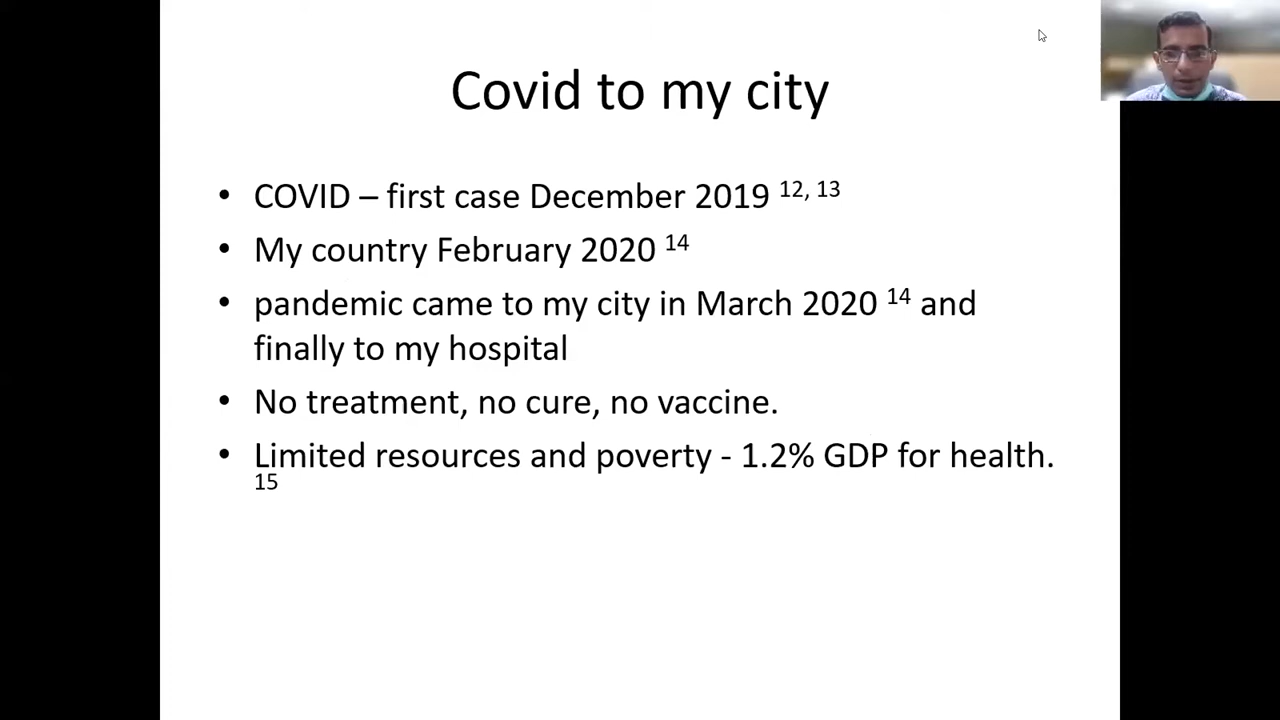 Covid to my city
• COVID – first case December 2019 12, 13
• My country February 2020 14
• pandemic came to my city in March 2020 14 and
finally to my hospital
• No treatment, no cure, no vaccine.
• Limited resources and poverty - 1.2% GDP for health.
15